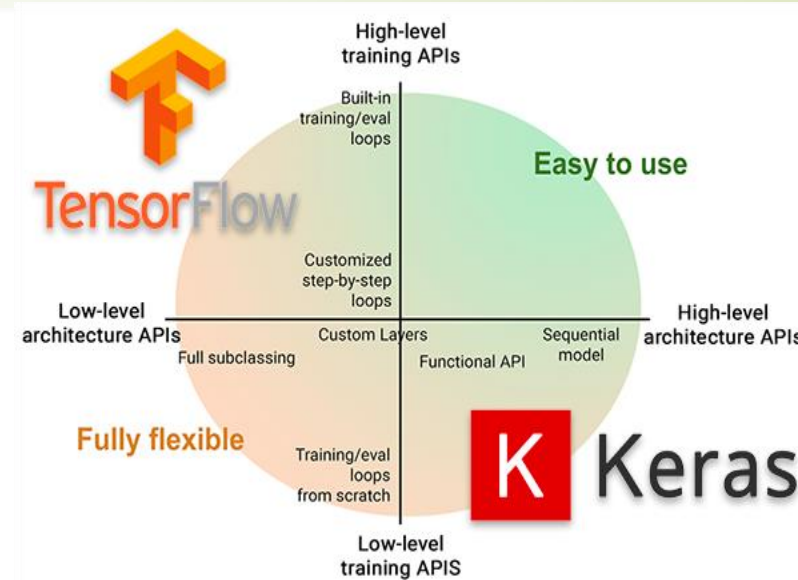 High-level
training APIs
Built-in
training/eval
loops
Easy to use
TensorFlow
Customized
step-by-step
loops
Low-level
architecture APIs
High-level
architecture APIs
Custom Layers
Sequential
model
Full subclassing
Functional API
Fully flexible
Training/eval
loops
from scratch
K Keras
Low-level
training APIS